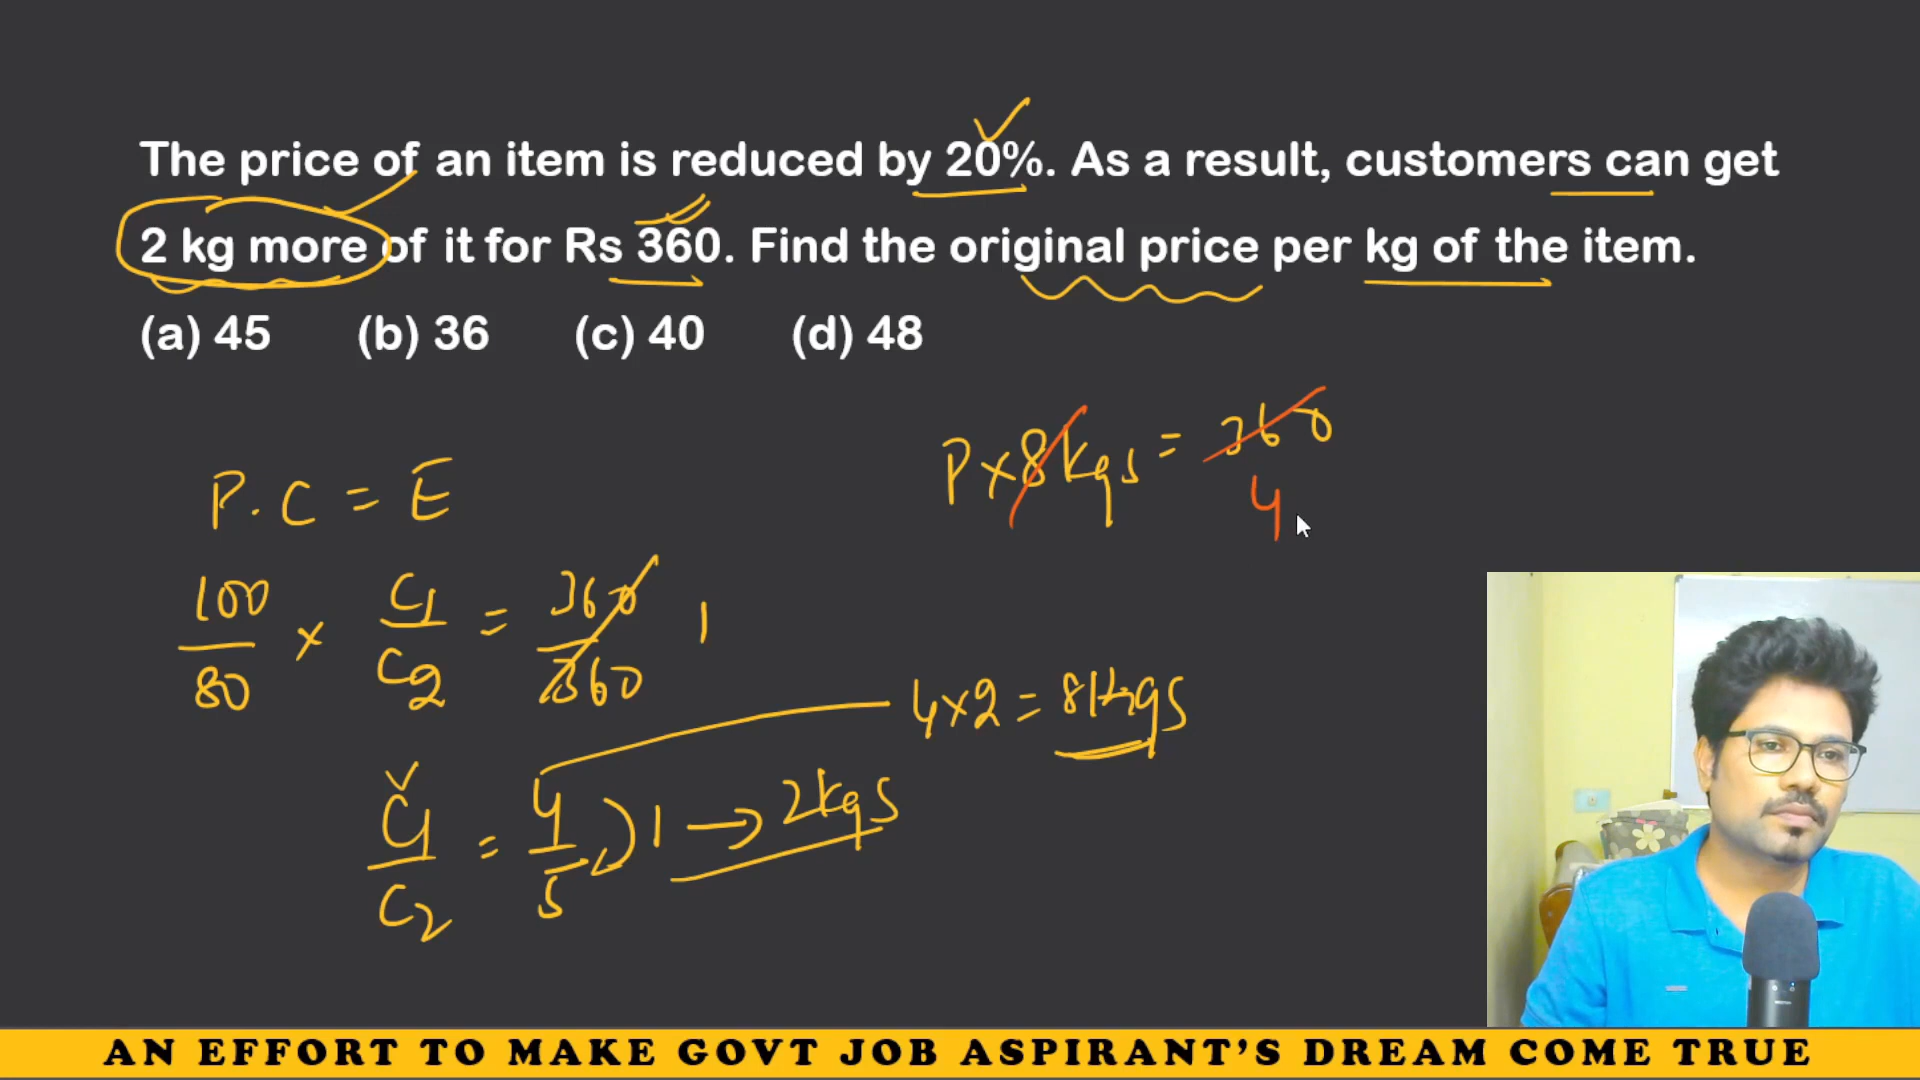 The price of an item is reduced by 20%. As a result, customers can get
2 kg more of it for Rs 360. Find the original price per kg of the item.
(a) 45 (b) 36 (c) 40 (d) 48
P×8kgs = 360
4
P.C = E
100/80 × C1/C2 = 360/360 1
4×2 = 8kgs
C1/C2 = 4/5 ) 1 → 2kgs
AN EFFORT TO MAKE GOVT JOB ASPIRANT'S DREAM COME TRUE